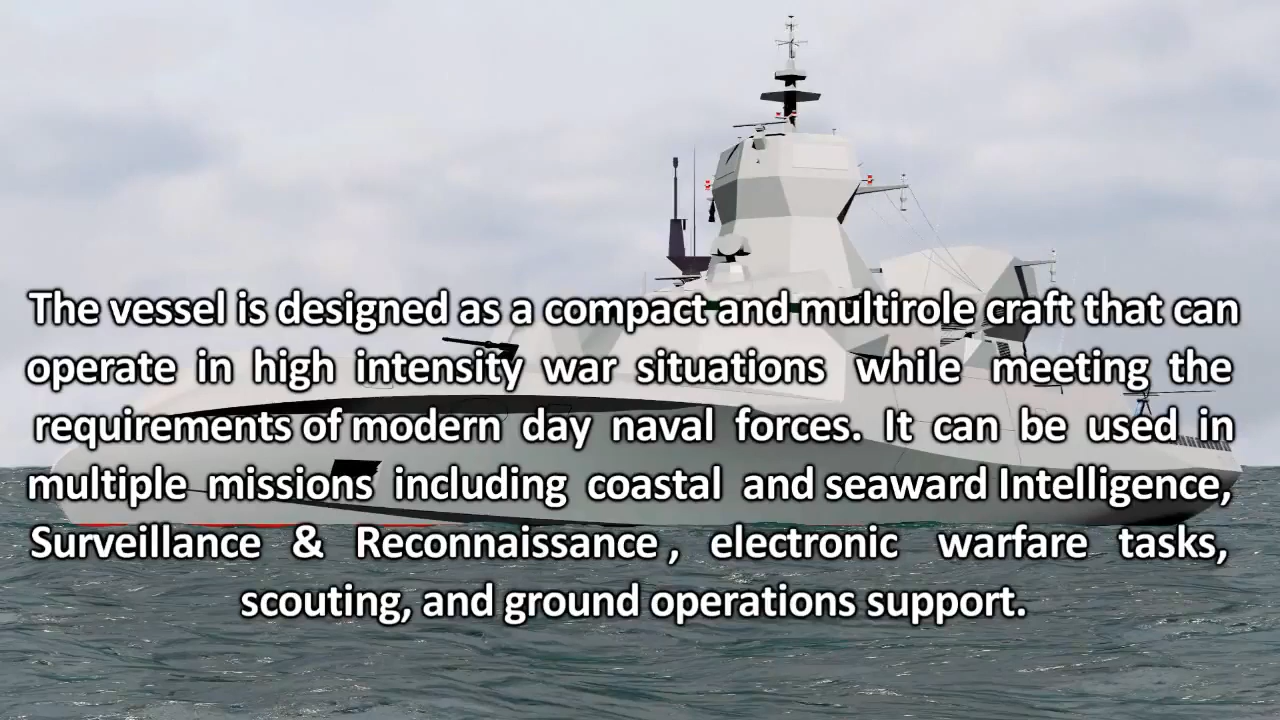 The vessel is designed as a compact and multirole craft that can
operate in high intensity war situations while meeting the
requirements of modern day naval forces. It can be used in
multiple missions including coastal and seaward Intelligence,
Surveillance & Reconnaissance , electronic warfare tasks,
scouting, and ground operations support.